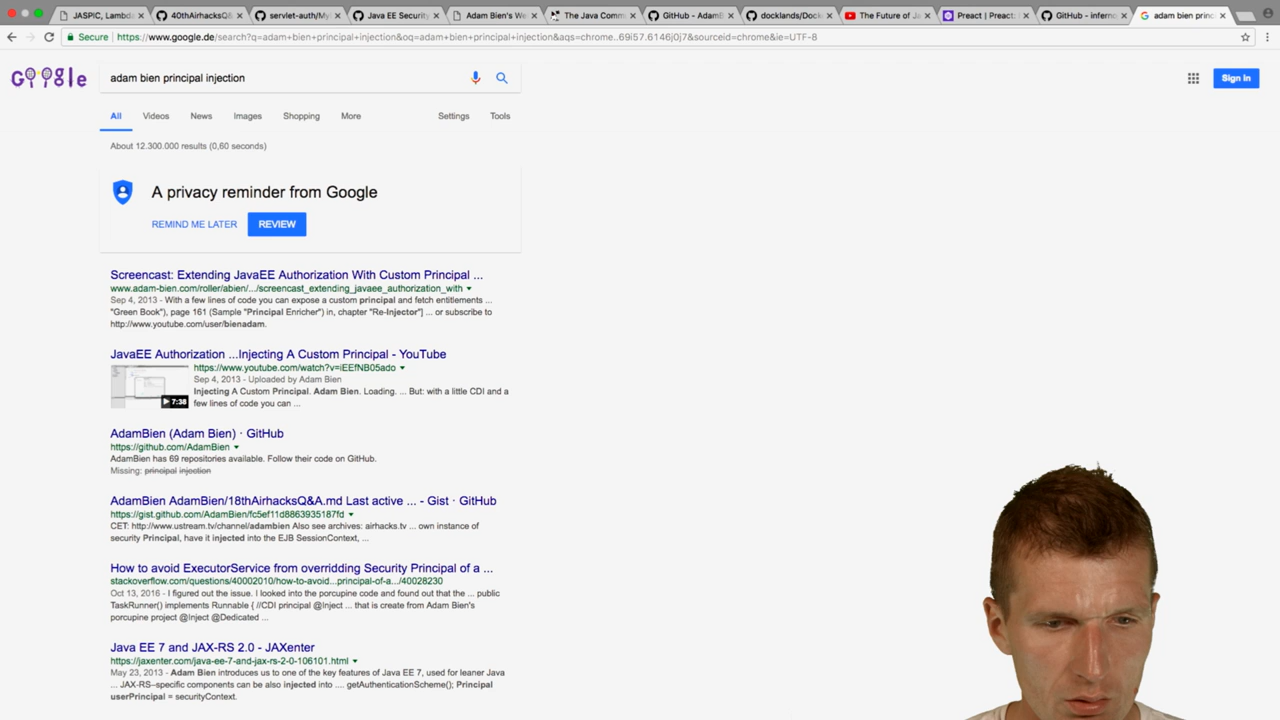 JASPIC, Lambd
40thAirhacksQ&
servlet-auth/My
Java EE Security
Adam Bien's We
The Java Comm
GitHub - AdamB
docklands/Dock
The Future of Ja
Preact | Preact: 
GitHub - inferno
adam bien princ
Secure
https://www.google.de/search?q=adam+bien+principal+injection&oq=adam+bien+principal+injection&aqs=chrome..69i57.6146j0j7&sourceid=chrome&ie=UTF-8
Google
adam bien principal injection
Sign in
All Videos News Images Shopping More Settings Tools
About 12.300.000 results (0,60 seconds)
A privacy reminder from Google
REMIND ME LATER REVIEW
Screencast: Extending JavaEE Authorization With Custom Principal ...
www.adam-bien.com/roller/abien/.../screencast_extending_javaee_authorization_with
Sep 4, 2013 - With a few lines of code you can expose a custom principal and fetch entitlements ...
"Green Book"), page 161 (Sample "Principal Enricher") in, chapter "Re-Injector"] ... or subscribe to
http://www.youtube.com/user/bienadam.
JavaEE Authorization ...Injecting A Custom Principal - YouTube
https://www.youtube.com/watch?v=iEEfNB05ado
Sep 4, 2013 - Uploaded by Adam Bien
Injecting A Custom Principal. Adam Bien. Loading. ... But: with a little CDI and a
few lines of code you can ...
7:38
AdamBien (Adam Bien) · GitHub
https://github.com/AdamBien
AdamBien has 69 repositories available. Follow their code on GitHub.
Missing: principal injection
AdamBien AdamBien/18thAirhacksQ&A.md Last active ... - Gist · GitHub
https://gist.github.com/AdamBien/fc5ef11d8863935187fd
CET: http://www.ustream.tv/channel/adambien Also see archives: airhacks.tv ... own instance of
security Principal, have it injected into the EJB SessionContext, ...
How to avoid ExecutorService from overridding Security Principal of a ...
stackoverflow.com/questions/40002010/how-to-avoid...principal-of-a.../40028230
Oct 13, 2016 - I figured out the issue. I looked into the porcupine code and found out that the ... public
TaskRunner() implements Runnable { //CDI principal @Inject ... that is create from Adam Bien's
porcupine project @Inject @Dedicated ...
Java EE 7 and JAX-RS 2.0 - JAXenter
https://jaxenter.com/java-ee-7-and-jax-rs-2-0-106101.html
May 23, 2013 - Adam Bien introduces us to one of the key features of Java EE 7, used for leaner Java
... JAX-RS–specific components can be also injected into .... getAuthenticationScheme(); Principal
userPrincipal = securityContext.